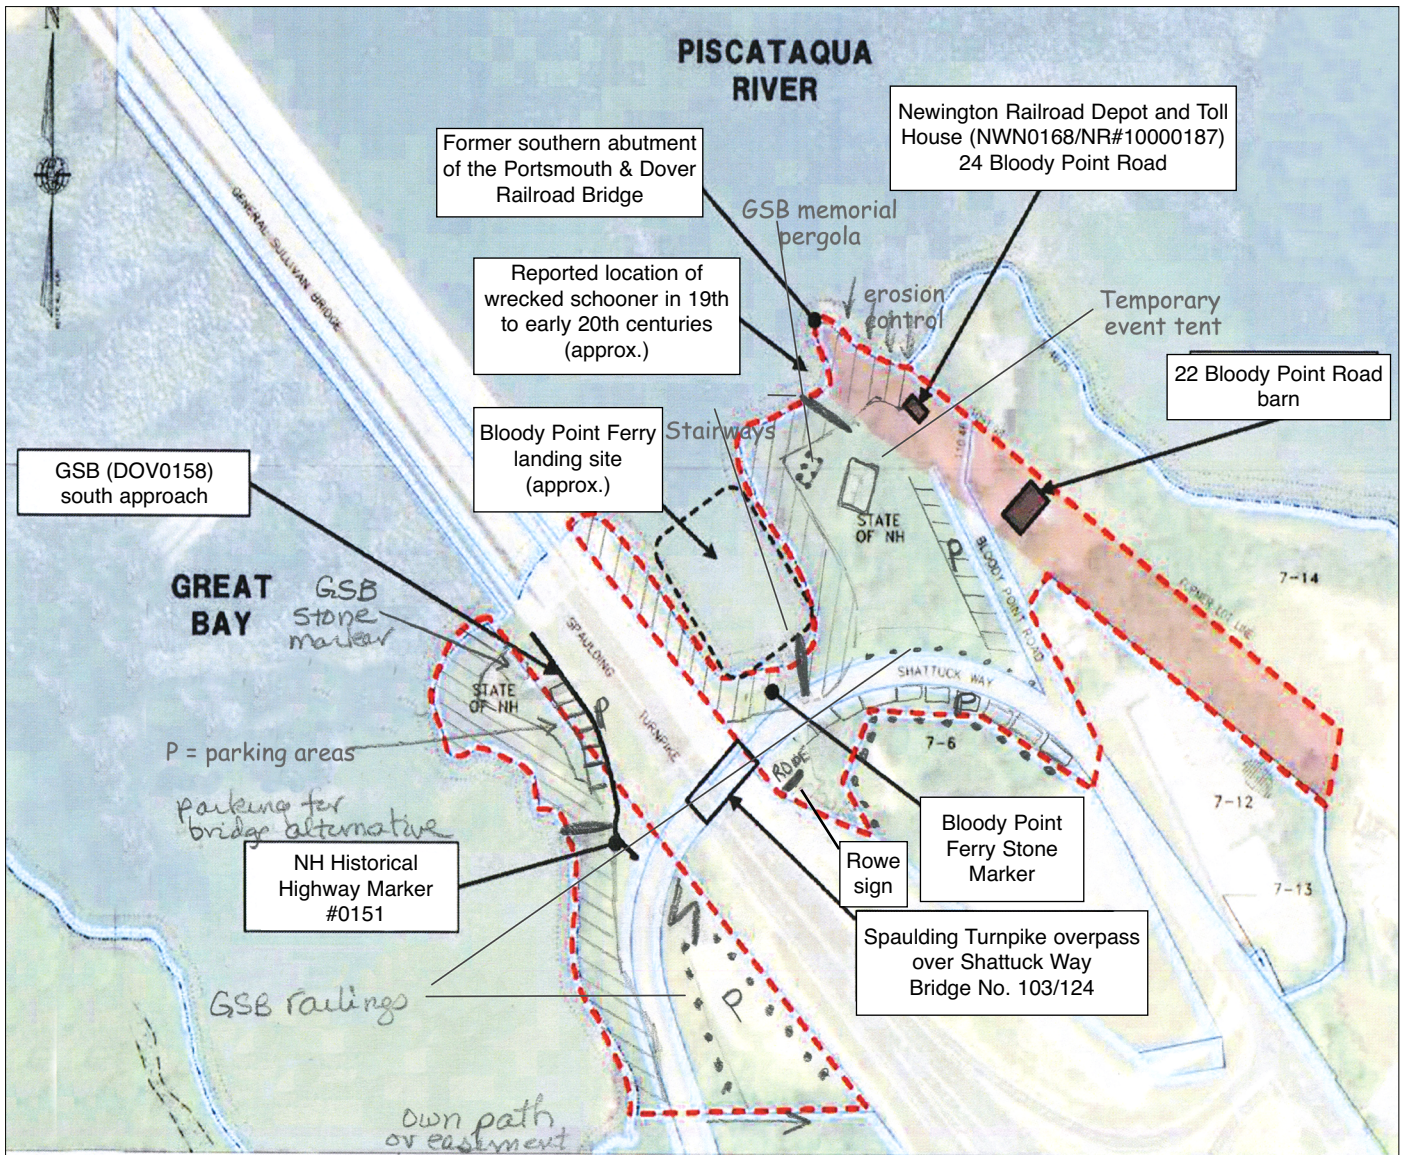 N
PISCATAQUA
RIVER
Newington Railroad Depot and Toll
House (NWN0168/NR#10000187)
24 Bloody Point Road
Former southern abutment
of the Portsmouth & Dover
Railroad Bridge
GSB memorial
pergola
GENERAL SULLIVAN BRIDGE
Reported location of
wrecked schooner in 19th
to early 20th centuries
(approx.)
erosion
control
Temporary
event tent
22 Bloody Point Road
barn
Bloody Point Ferry
landing site
(approx.)
Stairways
GSB (DOV0158)
south approach
STATE
OF NH
P
BLOODY POINT ROAD
7-14
TURNER LOT LINE
GREAT
BAY
GSB
Stone
marker
SPAULDING
TURNPIKE
STATE
OF NH
P
SHATTUCK WAY
P
7-6
P = parking areas
parking for
bridge alternative
ROWE
7-12
NH Historical
Highway Marker
#0151
Rowe
sign
Bloody Point
Ferry Stone
Marker
7-13
Spaulding Turnpike overpass
over Shattuck Way
Bridge No. 103/124
GSB railings
P
own path
or easement